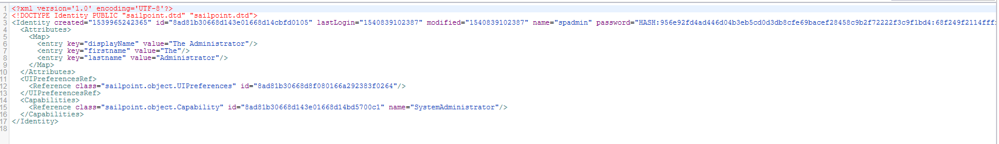 1 <?xml version='1.0' encoding='UTF-8'?>
2 <!DOCTYPE Identity PUBLIC "sailpoint.dtd" "sailpoint.dtd">
3 <Identity created="1539965242365" id="8ad81b30668d143e01668d14cbfd0105" lastLogin="1540839102387" modified="1540839102387" name="spadmin" password="HASH:956e92fd4ad446d04b3eb5cd0d3db8cfe69bacef28458c9b2f72222f3c9f1bd4:68f249f2114fff
4   <Attributes>
5     <Map>
6       <entry key="displayName" value="The Administrator"/>
7       <entry key="firstname" value="The"/>
8       <entry key="lastname" value="Administrator"/>
9     </Map>
10   </Attributes>
11   <UIPreferencesRef>
12     <Reference class="sailpoint.object.UIPreferences" id="8ad81b30668d8f080166a292383f0264"/>
13   </UIPreferencesRef>
14   <Capabilities>
15     <Reference class="sailpoint.object.Capability" id="8ad81b30668d143e01668d14bd5700c1" name="SystemAdministrator"/>
16   </Capabilities>
17 </Identity>
18